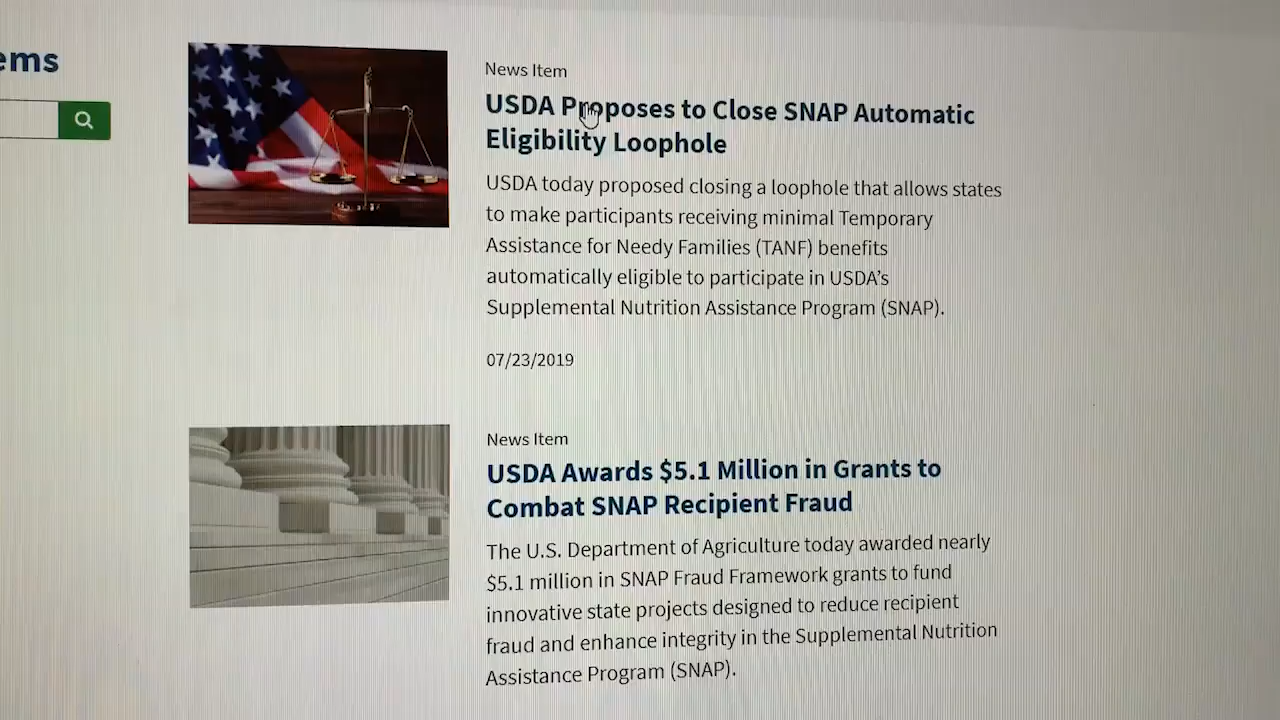 ems
News Item
USDA Proposes to Close SNAP Automatic
Eligibility Loophole
USDA today proposed closing a loophole that allows states
to make participants receiving minimal Temporary
Assistance for Needy Families (TANF) benefits
automatically eligible to participate in USDA’s
Supplemental Nutrition Assistance Program (SNAP).
07/23/2019
News Item
USDA Awards $5.1 Million in Grants to
Combat SNAP Recipient Fraud
The U.S. Department of Agriculture today awarded nearly
$5.1 million in SNAP Fraud Framework grants to fund
innovative state projects designed to reduce recipient
fraud and enhance integrity in the Supplemental Nutrition
Assistance Program (SNAP).